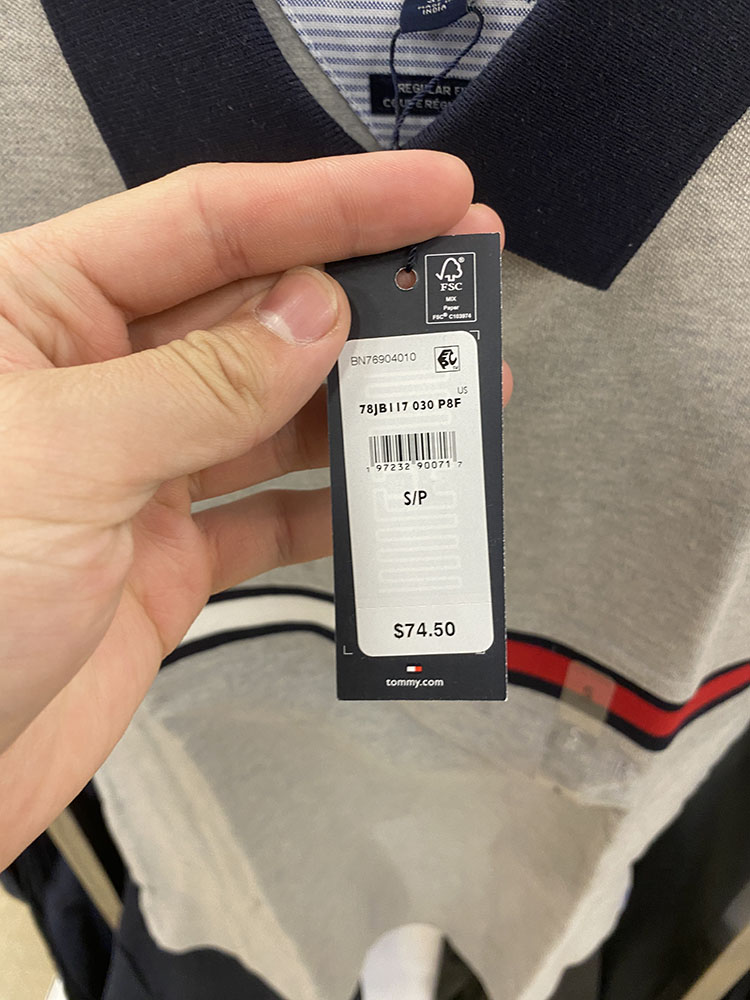 INDIA
REGULAR
FSC®
MIX
Paper
FSC® C103974
BN76904010
US
78JB117 030 P8F
1 97232 90071 7
S/P
$74.50
tommy.com